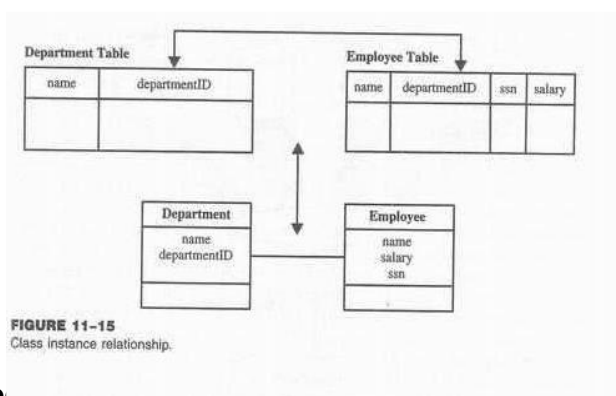 Department Table
Employee Table
name departmentID
name departmentID ssn salary
Department
Employee
name
departmentID
name
salary
ssn
FIGURE 11–15
Class instance relationship.